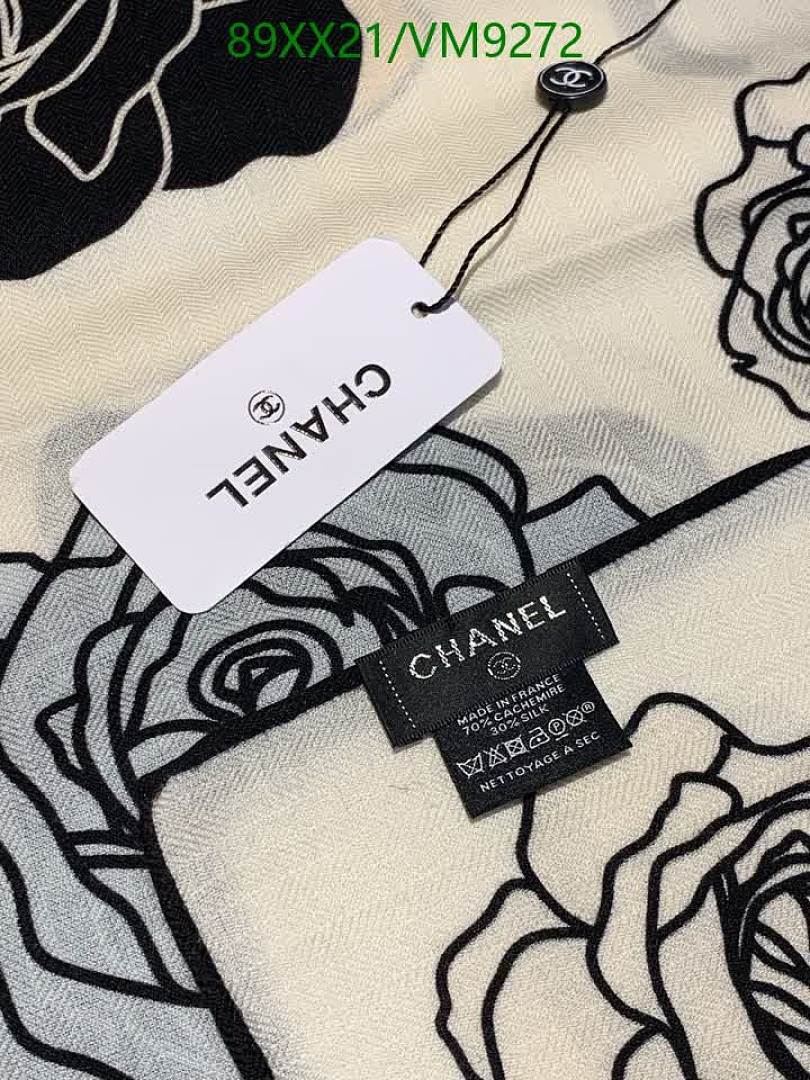 89XX21/VM9272
CHANEL
CHANEL
MADE IN FRANCE
70% CACHEMIRE
30% SILK
NETTOYAGE A SEC